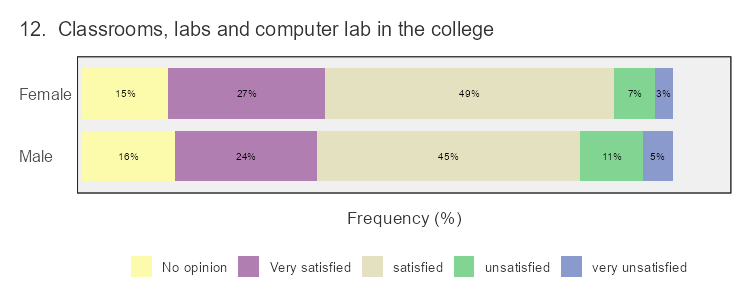 12.  Classrooms, labs and computer lab in the college
Female 15% 27% 49% 7% 3%
Male 16% 24% 45% 11% 5%
Frequency (%)
No opinion Very satisfied satisfied unsatisfied very unsatisfied